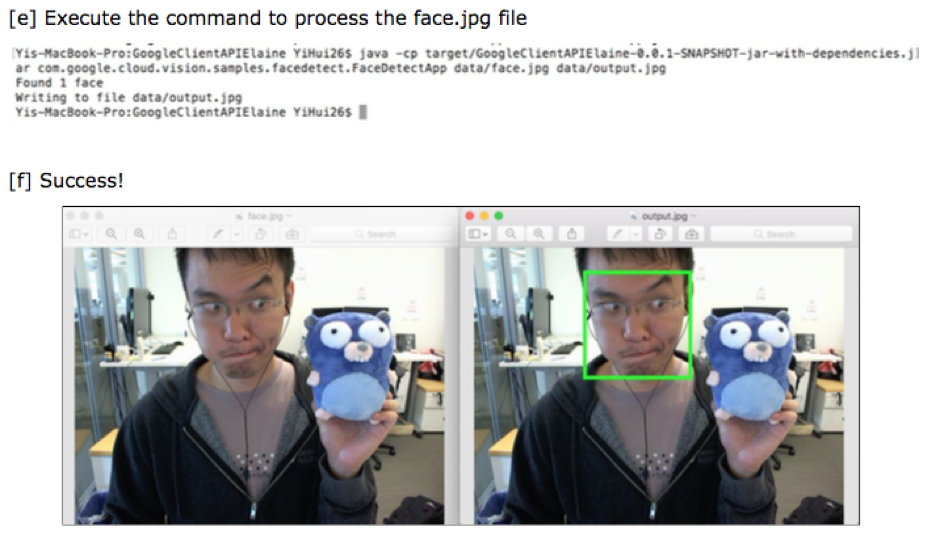 [e] Execute the command to process the face.jpg file
[Yis-MacBook-Pro:GoogleClientAPIElaine YiHui26$ java -cp target/GoogleClientAPIElaine-0.0.1-SNAPSHOT-jar-with-dependencies.j]
ar com.google.cloud.vision.samples.facedetect.FaceDetectApp data/face.jpg data/output.jpg
Found 1 face
Writing to file data/output.jpg
Yis-MacBook-Pro:GoogleClientAPIElaine YiHui26$
[f] Success!
face.jpg
output.jpg
Search
Search